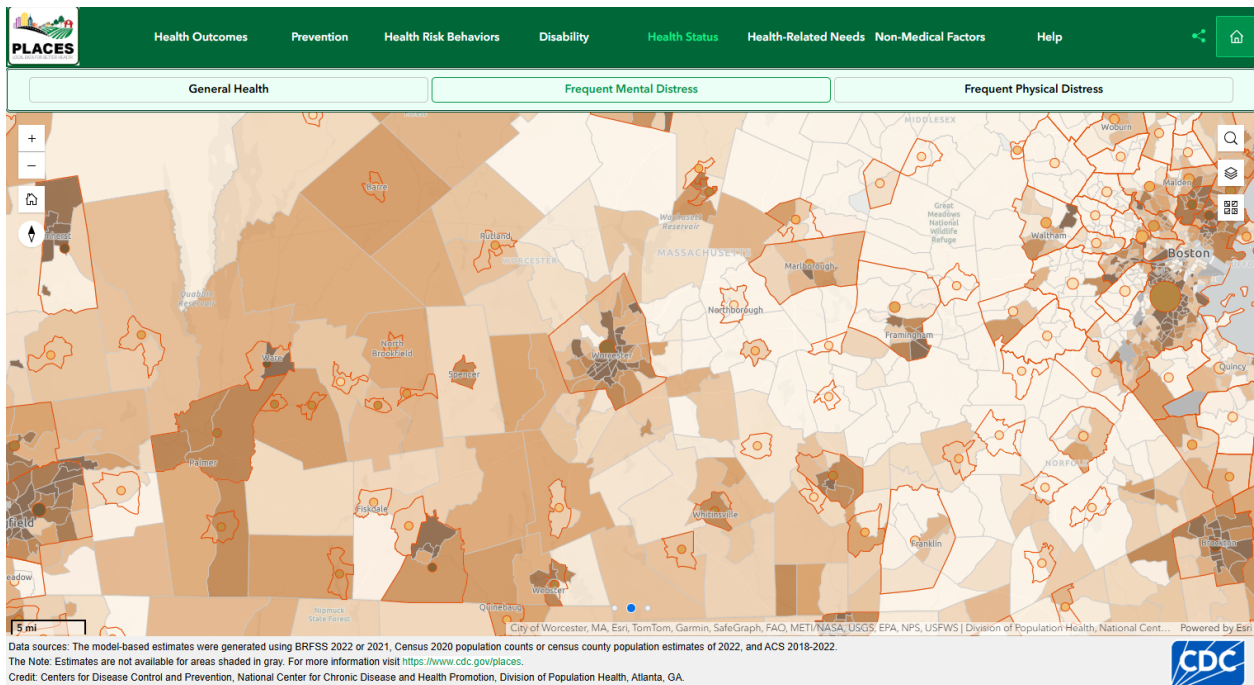 PLACES
Health Outcomes
Prevention
Health Risk Behaviors
Disability
Health Status
Health-Related Needs
Non-Medical Factors
Help
General Health
Frequent Mental Distress
Frequent Physical Distress
+
−
MIDDLESEX
Woburn
Malden
Barre
Great
Meadows
National
Wildlife
Refuge
Amherst
Wachusett
Reservoir
Rutland
WORCESTER
MASSACHUSETTS
Waltham
Boston
Marlborough
Quabbin
Reservoir
Northborough
Framingham
Ware
North
Brookfield
Spencer
Worcester
Quincy
Palmer
NORFOLK
Fiskdale
Whitinsville
field
Franklin
Brockton
eadow
Webster
Nipmuck
State Forest
Quinebaug
5 mi
City of Worcester, MA, Esri, TomTom, Garmin, SafeGraph, FAO, METI/NASA, USGS, EPA, NPS, USFWS | Division of Population Health, National Cent...
Powered by Esri
Data sources: The model-based estimates were generated using BRFSS 2022 or 2021, Census 2020 population counts or census county population estimates of 2022, and ACS 2018-2022.
The Note: Estimates are not available for areas shaded in gray. For more information visit https://www.cdc.gov/places.
Credit: Centers for Disease Control and Prevention, National Center for Chronic Disease and Health Promotion, Division of Population Health, Atlanta, GA.
CDC